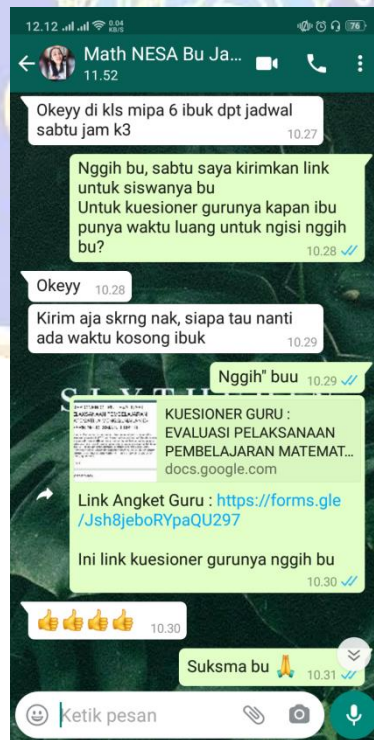 12.12
0.04
KB/S
76
Math NESA Bu Ja...
11.52
Okeyy di kls mipa 6 ibuk dpt jadwal
sabtu jam k3
10.27
Nggih bu, sabtu saya kirimkan link
untuk siswanya bu
Untuk kuesioner gurunya kapan ibu
punya waktu luang untuk ngisi nggih
bu?
10.28
Okeyy
10.28
Kirim aja skrng nak, siapa tau nanti
ada waktu kosong ibuk
10.29
Nggih" buu
10.29
KUESIONER GURU :
EVALUASI PELAKSANAAN
PEMBELAJARAN MATEMAT...
docs.google.com
Link Angket Guru : https://forms.gle
/Jsh8jeboRYpaQU297
Ini link kuesioner gurunya nggih bu
10.30
10.30
Suksma bu
10.31
Ketik pesan